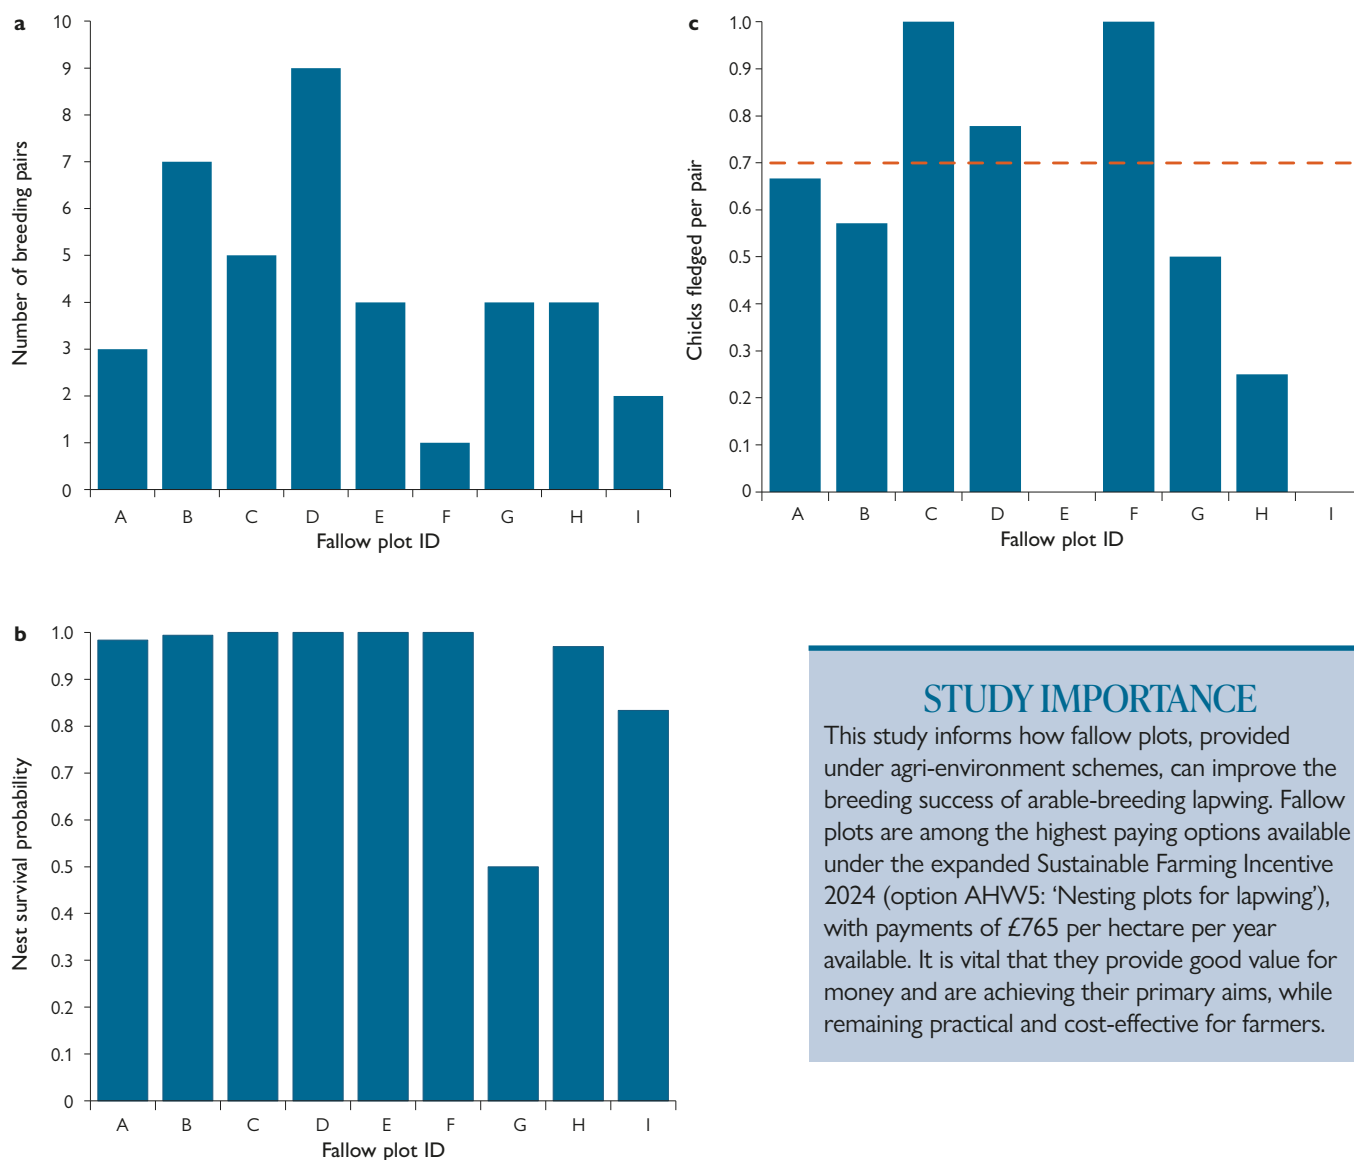 a
10
9
8
7
6
5
4
3
2
1
0
Number of breeding pairs
A B C D E F G H I
Fallow plot ID
c
1.0
0.9
0.8
0.7
0.6
0.5
0.4
0.3
0.2
0.1
0
Chicks fledged per pair
A B C D E F G H I
Fallow plot ID
b
1.0
0.9
0.8
0.7
0.6
0.5
0.4
0.3
0.2
0.1
0
Nest survival probability
A B C D E F G H I
Fallow plot ID
STUDY IMPORTANCE
This study informs how fallow plots, provided
under agri-environment schemes, can improve the
breeding success of arable-breeding lapwing. Fallow
plots are among the highest paying options available
under the expanded Sustainable Farming Incentive
2024 (option AHW5: ‘Nesting plots for lapwing’),
with payments of £765 per hectare per year
available. It is vital that they provide good value for
money and are achieving their primary aims, while
remaining practical and cost-effective for farmers.